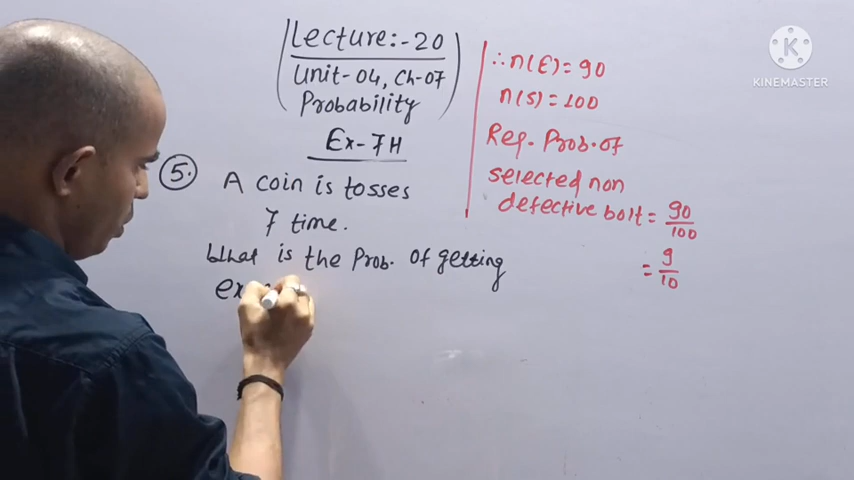 Lecture:-20
Unit-04, Ch-07
Probability
Ex-7H
5.
A coin is tosses
7 time.
What is the Prob. of getting
ex
∴ n(E) = 90
n(S) = 100
Req. Prob. of
selected non
defective bolt = 90/100
= 9/10
KINEMASTER